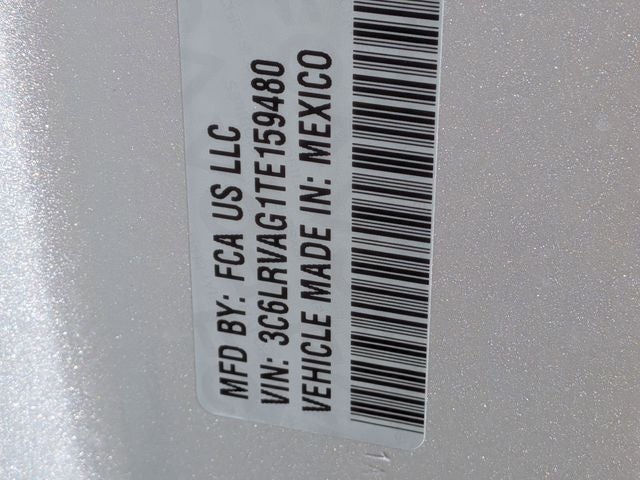 MFD BY: FCA US LLC
VIN: 3C6LRVAG1TE159480
VEHICLE MADE IN: MEXICO